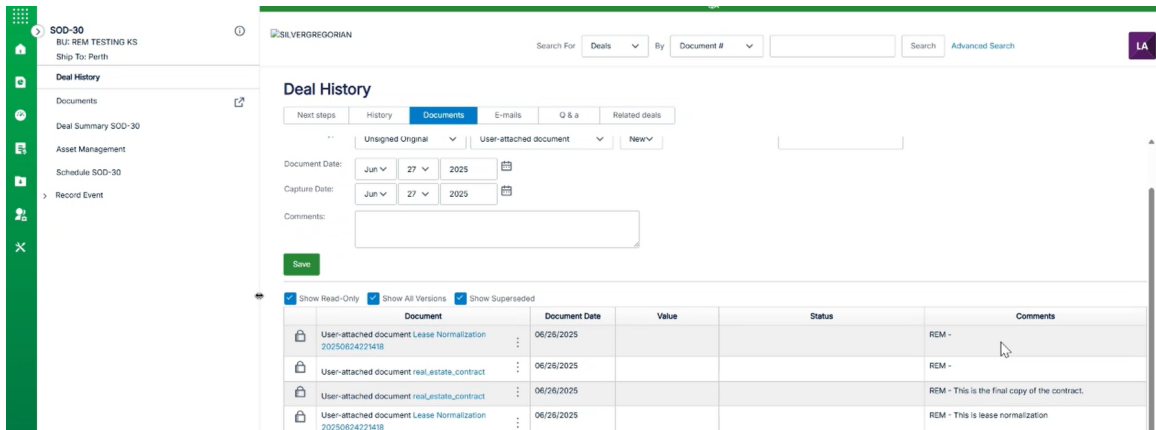 SOD-30
BU: REM TESTING KS
Ship To: Perth
Deal History
Documents
Deal Summary SOD-30
Asset Management
Schedule SOD-30
Record Event
SILVERGREGORIAN
Search For Deals By Document # Search Advanced Search
LA
Deal History
Next steps History Documents E-mails Q & a Related deals
Unsigned Original User-attached document New
Document Date: Jun 27 2025
Capture Date: Jun 27 2025
Comments:
Save
Show Read-Only Show All Versions Show Superseded
Document Document Date Value Status Comments
User-attached document Lease Normalization 06/26/2025 REM -
20250624221418
User-attached document real_estate_contract 06/26/2025 REM -
User-attached document real_estate_contract 06/26/2025 REM - This is the final copy of the contract.
User-attached document Lease Normalization 06/26/2025 REM - This is lease normalization
20250624221418